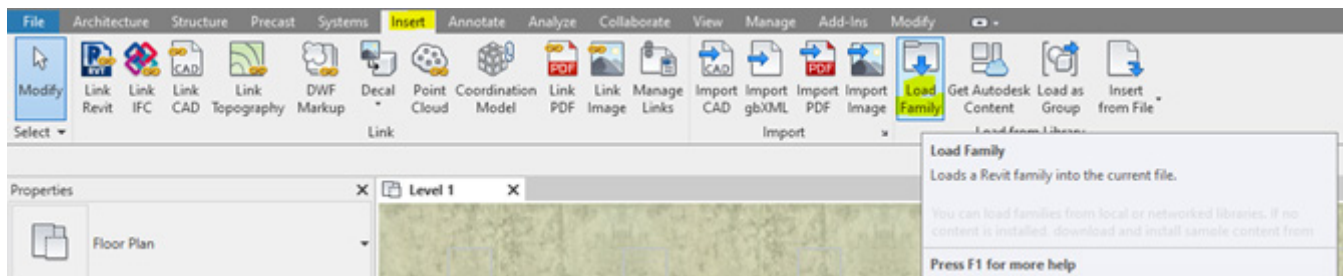 File Architecture Structure Precast Systems Insert Annotate Analyze Collaborate View Manage Add-Ins Modify
Modify
Link Revit
Link IFC
Link CAD
Link Topography
DWF Markup
Decal
Point Cloud
Coordination Model
Link PDF
Link Image
Manage Links
Import CAD
Import gbXML
Import PDF
Import Image
Load Family
Get Autodesk Content
Load as Group
Insert from File
Select
Link
Import
Load from Library
Load Family
Loads a Revit family into the current file.
You can load families from local or networked libraries. If no
content is installed, download and install sample content from
Press F1 for more help
Properties
Level 1
Floor Plan